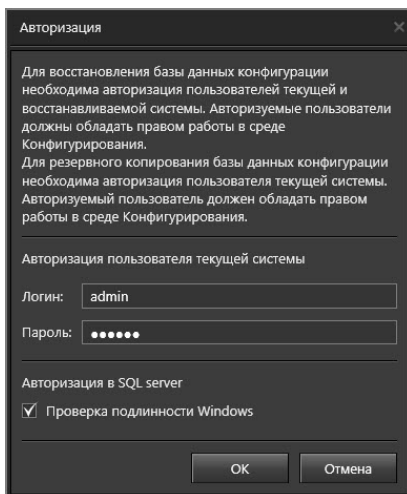 Авторизация
Для восстановления базы данных конфигурации
необходима авторизация пользователей текущей и
восстанавливаемой системы. Авторизуемые пользователи
должны обладать правом работы в среде
Конфигурирования.
Для резервного копирования базы данных конфигурации
необходима авторизация пользователя текущей системы.
Авторизуемый пользователь должен обладать правом
работы в среде Конфигурирования.
Авторизация пользователя текущей системы
Логин: admin
Пароль: ●●●●●●
Авторизация в SQL server
Проверка подлинности Windows
ОК Отмена